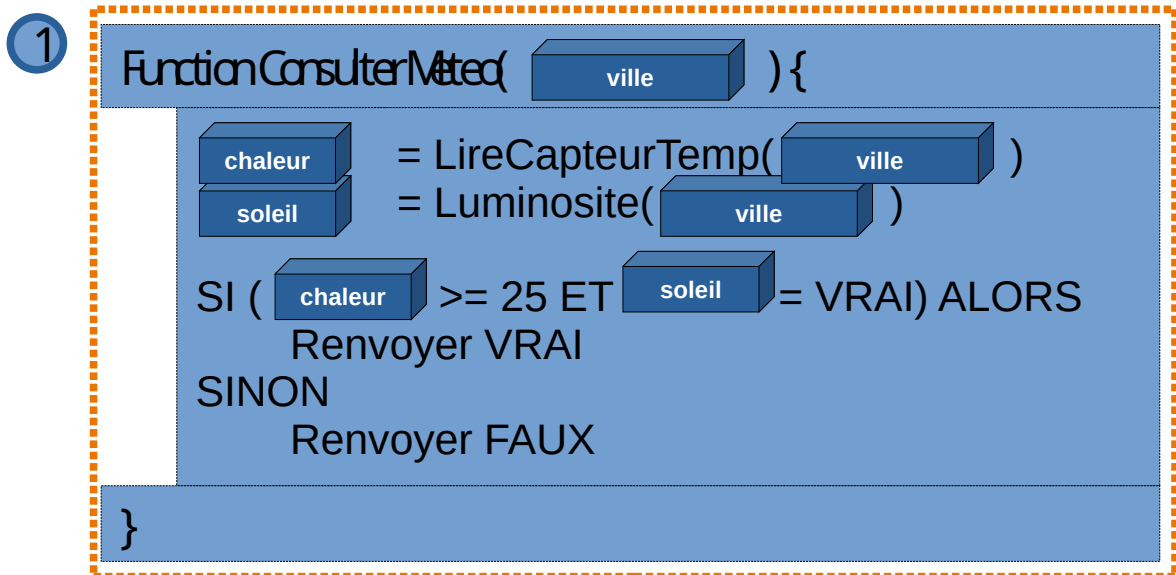 1
Function ConsulterMeteo( ville ) {
chaleur = LireCapteurTemp( ville )
soleil = Luminosite( ville )
SI ( chaleur >= 25 ET soleil = VRAI) ALORS
Renvoyer VRAI
SINON
Renvoyer FAUX
}